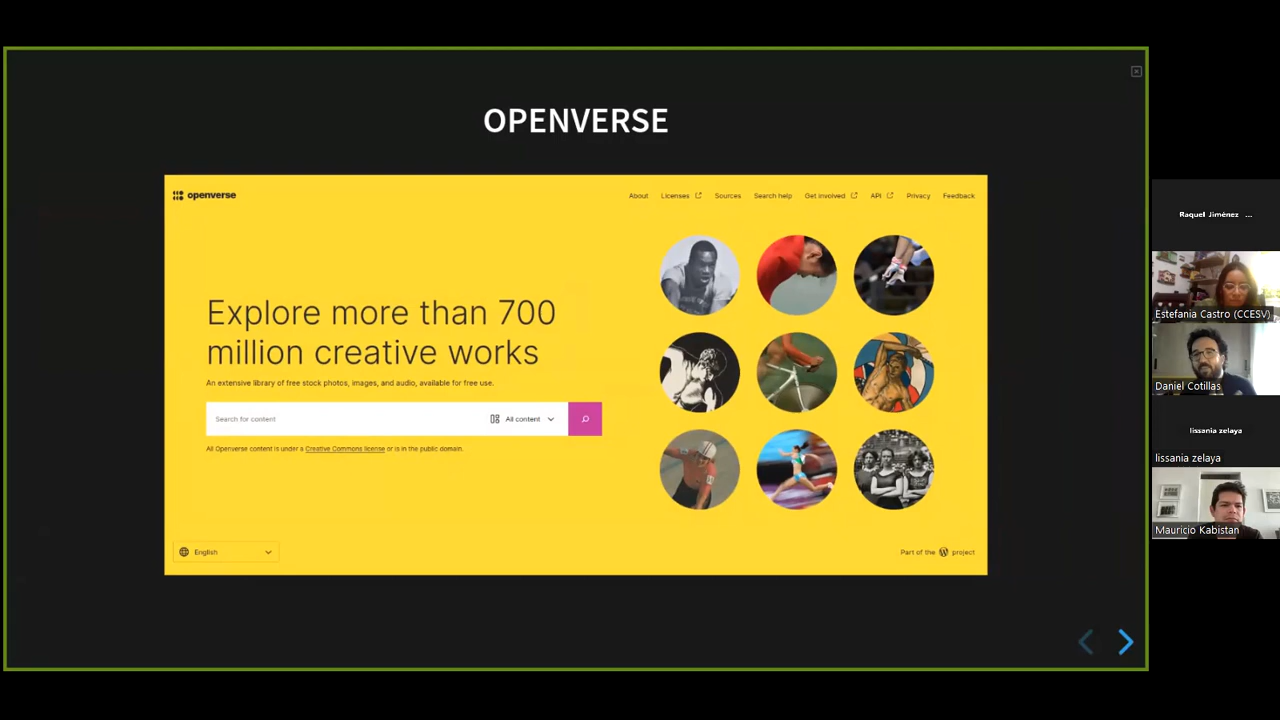 OPENVERSE
openverse
About Licenses Sources Search help Get involved API Privacy Feedback
Explore more than 700
million creative works
An extensive library of free stock photos, images, and audio, available for free use.
Search for content All content
All Openverse content is under a Creative Commons license or is in the public domain.
English
Part of the project
Raquel Jiménez ...
Estefania Castro (CCESV)
Daniel Cotillas
lissania zelaya
lissania zelaya
Mauricio Kabistan